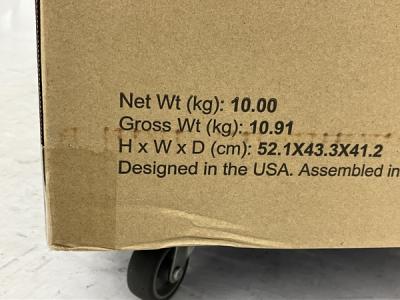 Net Wt (kg): 10.00
Gross Wt (kg): 10.91
H x W x D (cm): 52.1X43.3X41.2
Designed in the USA. Assembled in